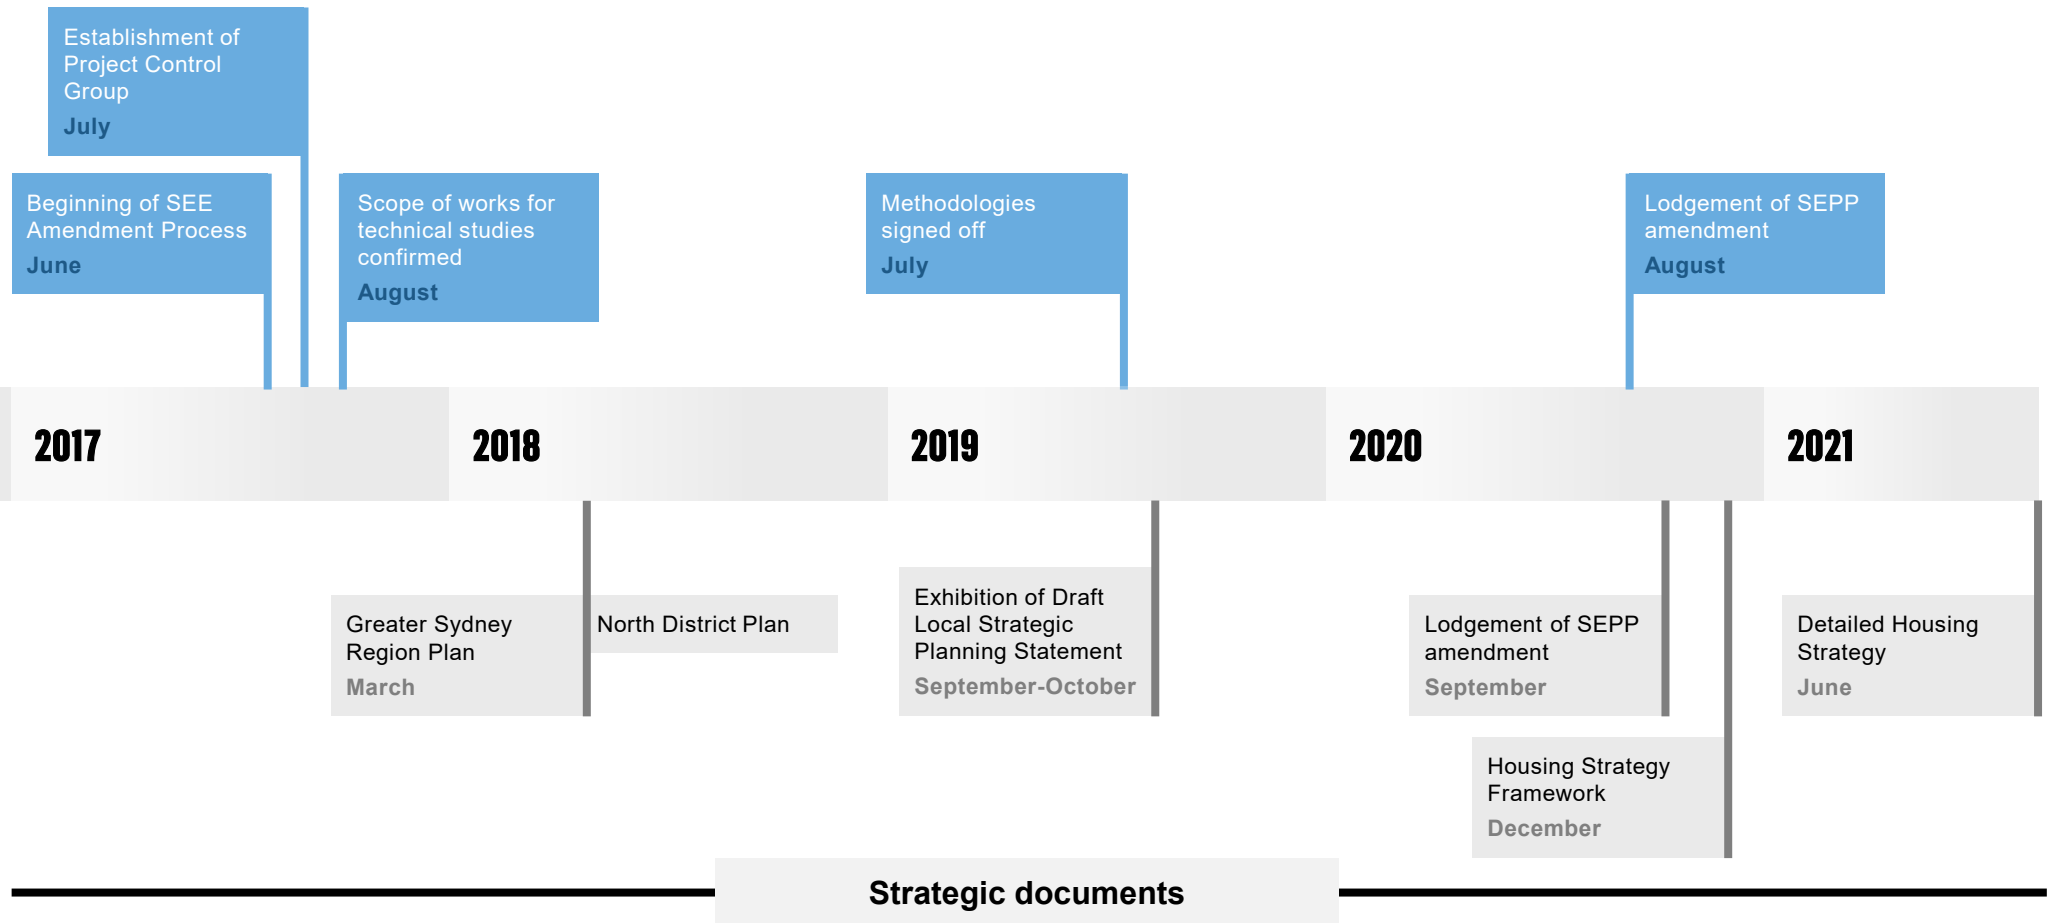 Establishment of
Project Control
Group
July
Beginning of SEE
Amendment Process
June
Scope of works for
technical studies
confirmed
August
Methodologies
signed off
July
Lodgement of SEPP
amendment
August
2017
2018
2019
2020
2021
Greater Sydney
Region Plan
March
North District Plan
Exhibition of Draft
Local Strategic
Planning Statement
September-October
Lodgement of SEPP
amendment
September
Detailed Housing
Strategy
June
Housing Strategy
Framework
December
Strategic documents